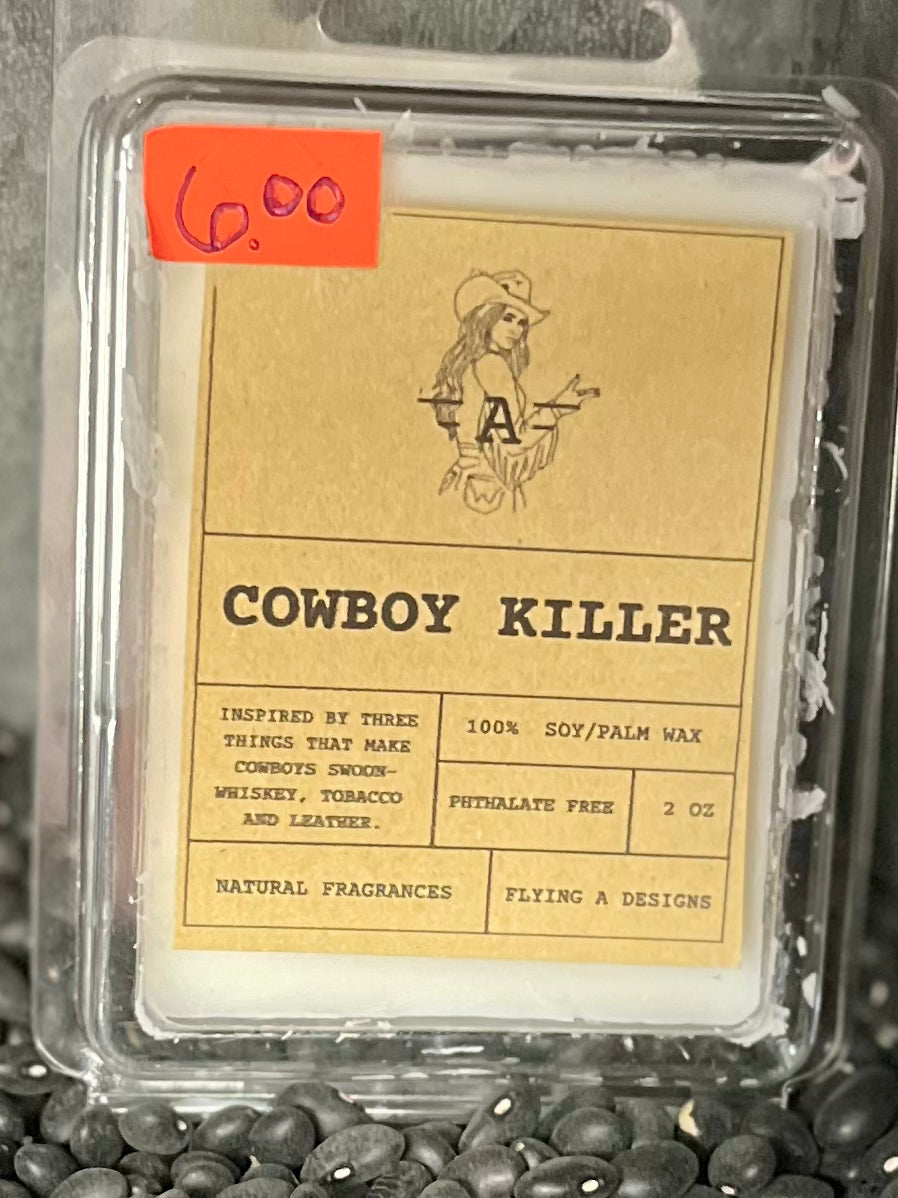 6.00
A
COWBOY KILLER
INSPIRED BY THREE
THINGS THAT MAKE
COWBOYS SWOON-
WHISKEY, TOBACCO
AND LEATHER.
100% SOY/PALM WAX
PHTHALATE FREE
2 OZ
NATURAL FRAGRANCES
FLYING A DESIGNS